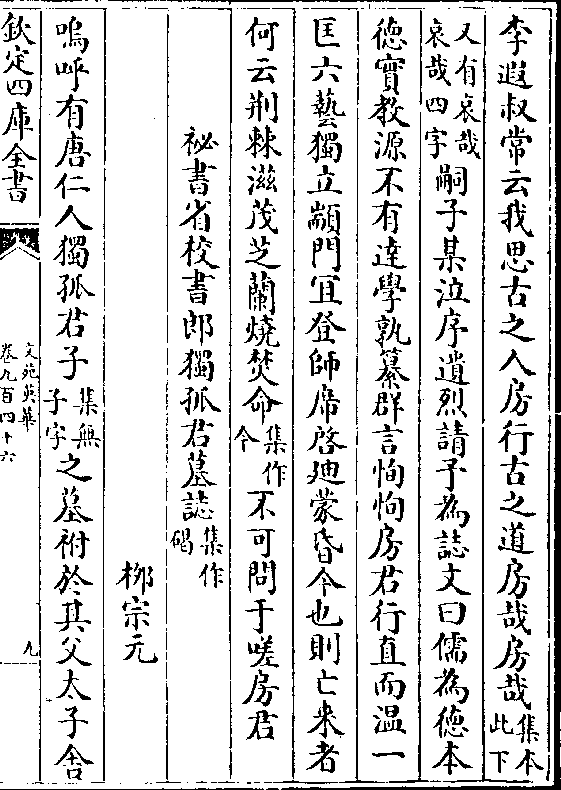 李遐叔常云我思古之人房行古之道房哉房哉集本此下
又有哀哉哀哉四字嗣子某泣序遺烈請予為誌文曰儒為徳本
徳實教源不有達學孰纂群言恂恂房君行直而温一
匡六藝獨立顓門宜登師席啓廸蒙昏今也則亡来者
何云荆棘滋茂芝蘭燒焚命集作今不可問于嗟房君
祕書省校書郎獨孤君墓誌集作碣
栁宗元
嗚呼有唐仁人獨孤君子集無子字之墓祔於其父太子舎
欽定四庫全書
文苑英華
卷九百四十六
九